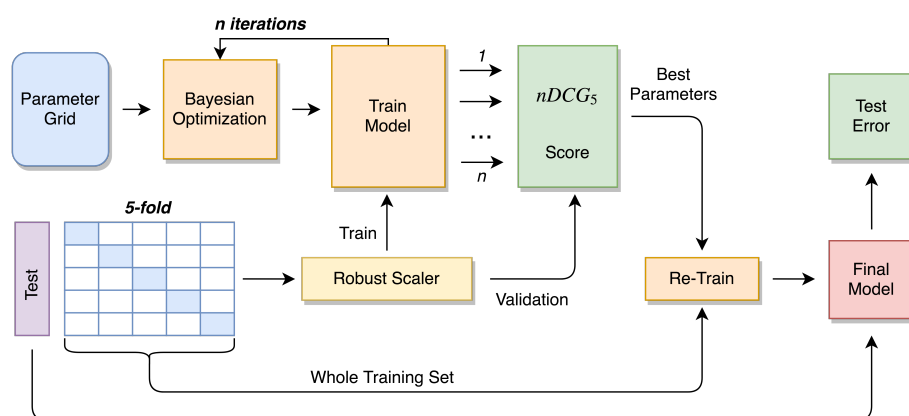 n iterations
Parameter
Grid
Bayesian
Optimization
Train
Model
1
...
n
nDCG₅
Score
Best
Parameters
Test
Error
5-fold
Test
Train
Robust Scaler
Validation
Re-Train
Final
Model
Whole Training Set